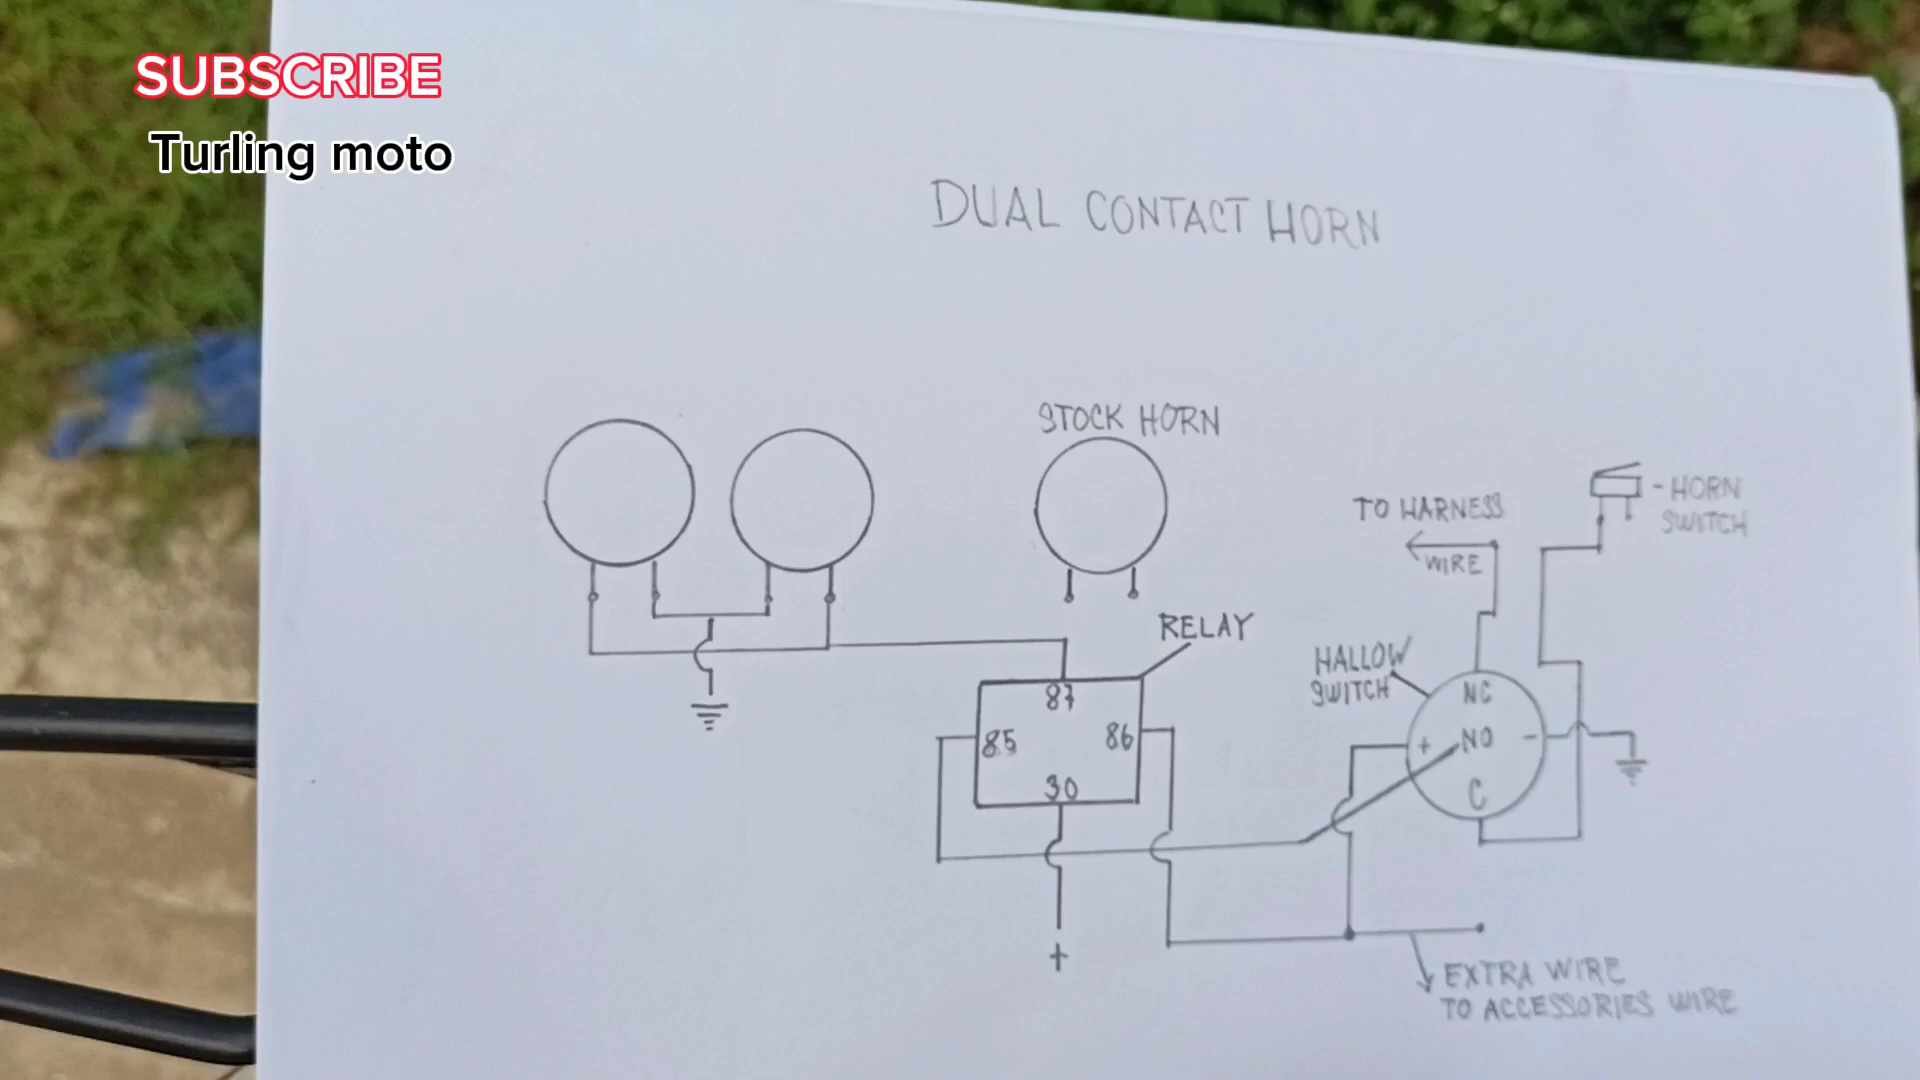 SUBSCRIBE
Turling moto
DUAL CONTACT HORN
STOCK HORN
TO HARNESS
WIRE
- HORN
SWITCH
RELAY
HALLOW
SWITCH
87
85
86
30
+
NC
+
NO
-
C
EXTRA WIRE
TO ACCESSORIES WIRE